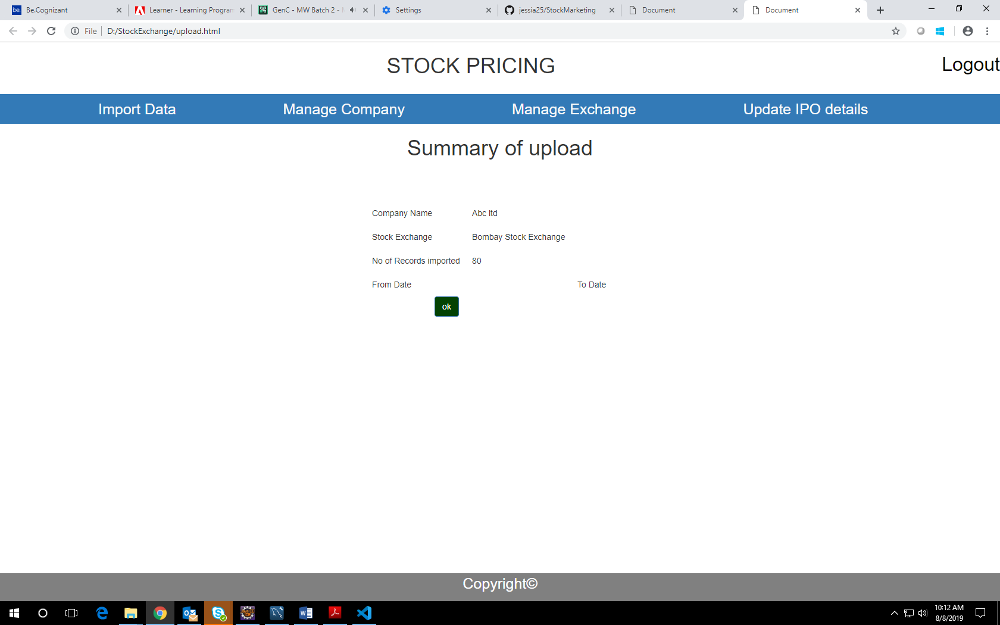 be. Be.Cognizant
Learner - Learning Program
GenC - MW Batch 2 -
Settings
jessia25/StockMarketing
Document
Document
File D:/StockExchange/upload.html
STOCK PRICING
Logout
Import Data Manage Company Manage Exchange Update IPO details
Summary of upload
Company Name Abc ltd
Stock Exchange Bombay Stock Exchange
No of Records imported 80
From Date To Date
ok
Copyright©
10:12 AM
8/8/2019